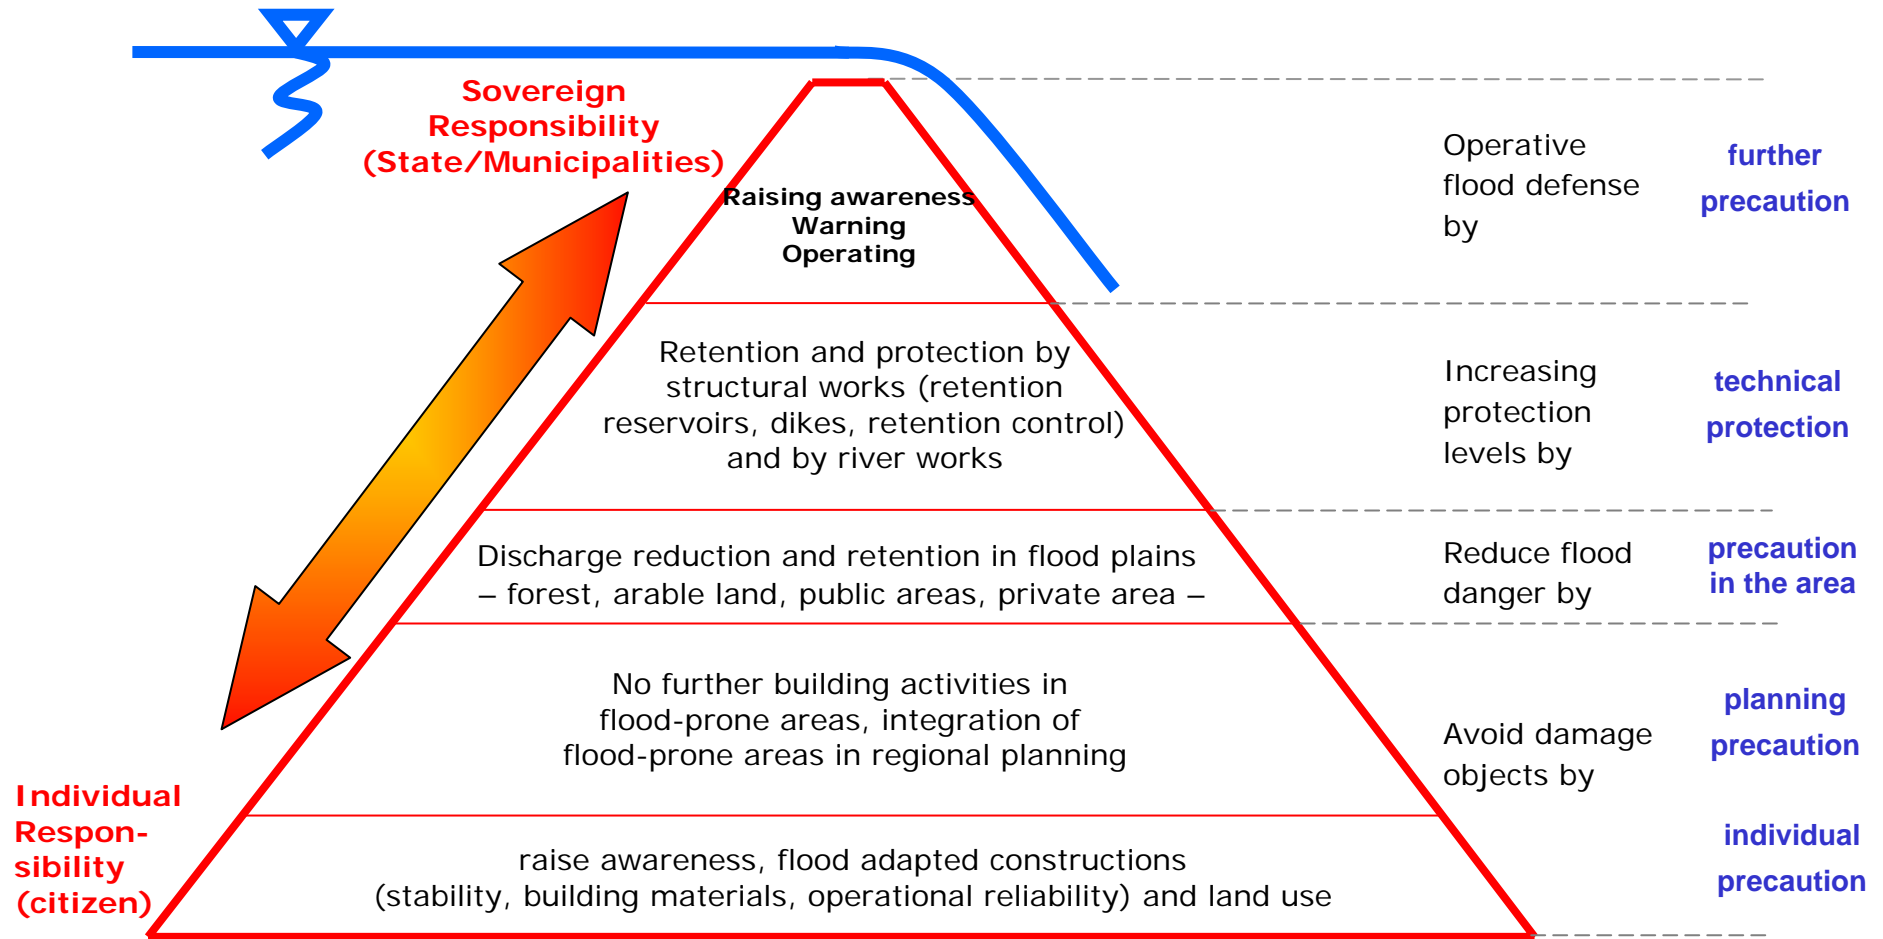 Sovereign
Responsibility
(State/Municipalities)
Raising awareness
Warning
Operating
Operative
flood defense
by
further
precaution
Retention and protection by
structural works (retention
reservoirs, dikes, retention control)
and by river works
Increasing
protection
levels by
technical
protection
Discharge reduction and retention in flood plains
– forest, arable land, public areas, private area –
Reduce flood
danger by
precaution
in the area
No further building activities in
flood-prone areas, integration of
flood-prone areas in regional planning
Avoid damage
objects by
planning
precaution
Individual
Respon-
sibility
(citizen)
raise awareness, flood adapted constructions
(stability, building materials, operational reliability) and land use
individual
precaution